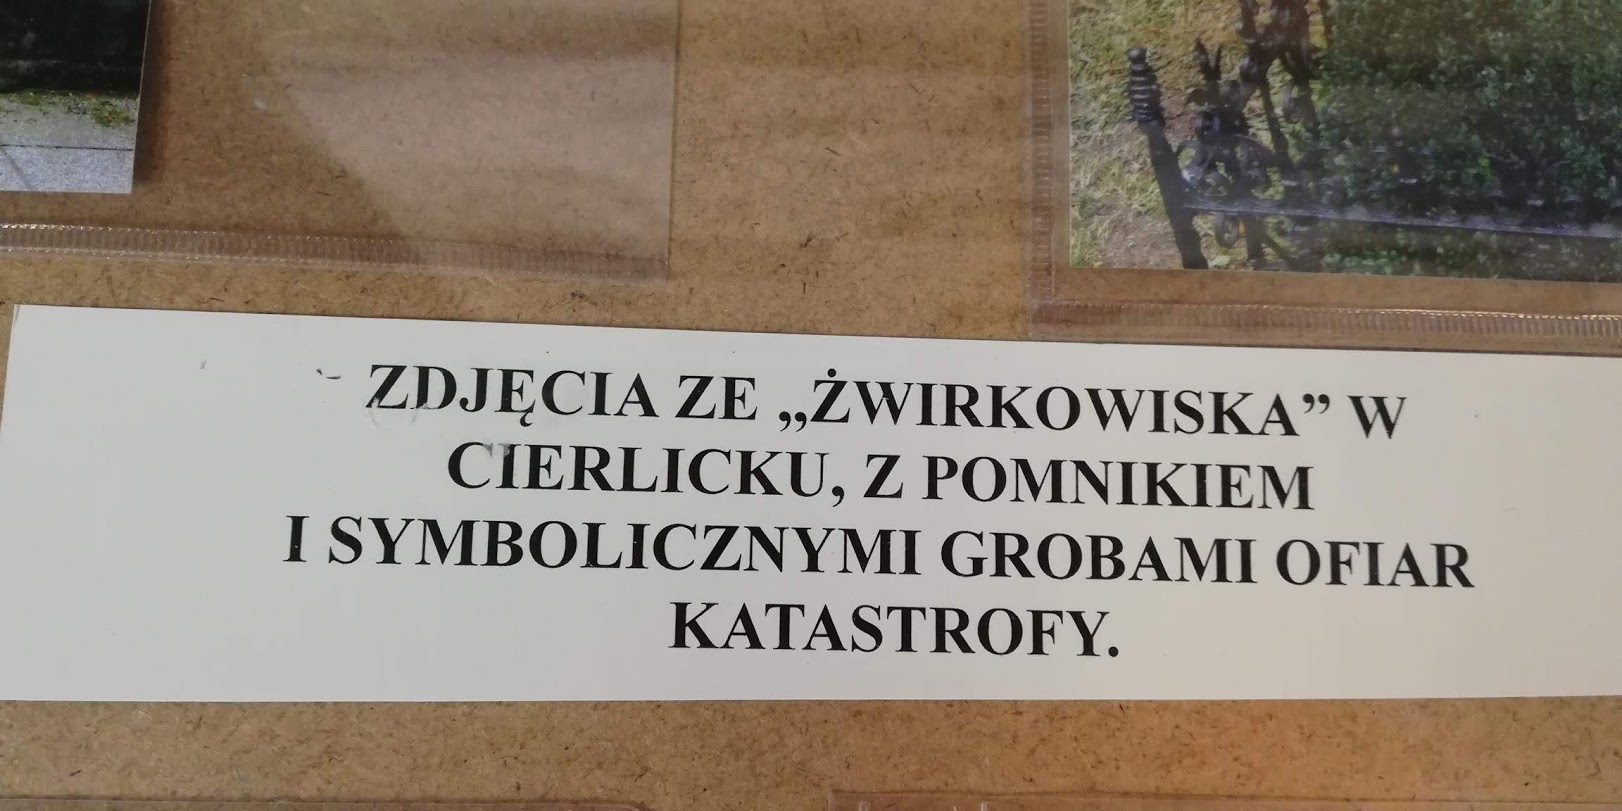 ZDJĘCIA ZE „ŻWIRKOWISKA” W
CIERLICKU, Z POMNIKIEM
I SYMBOLICZNYMI GROBAMI OFIAR
KATASTROFY.